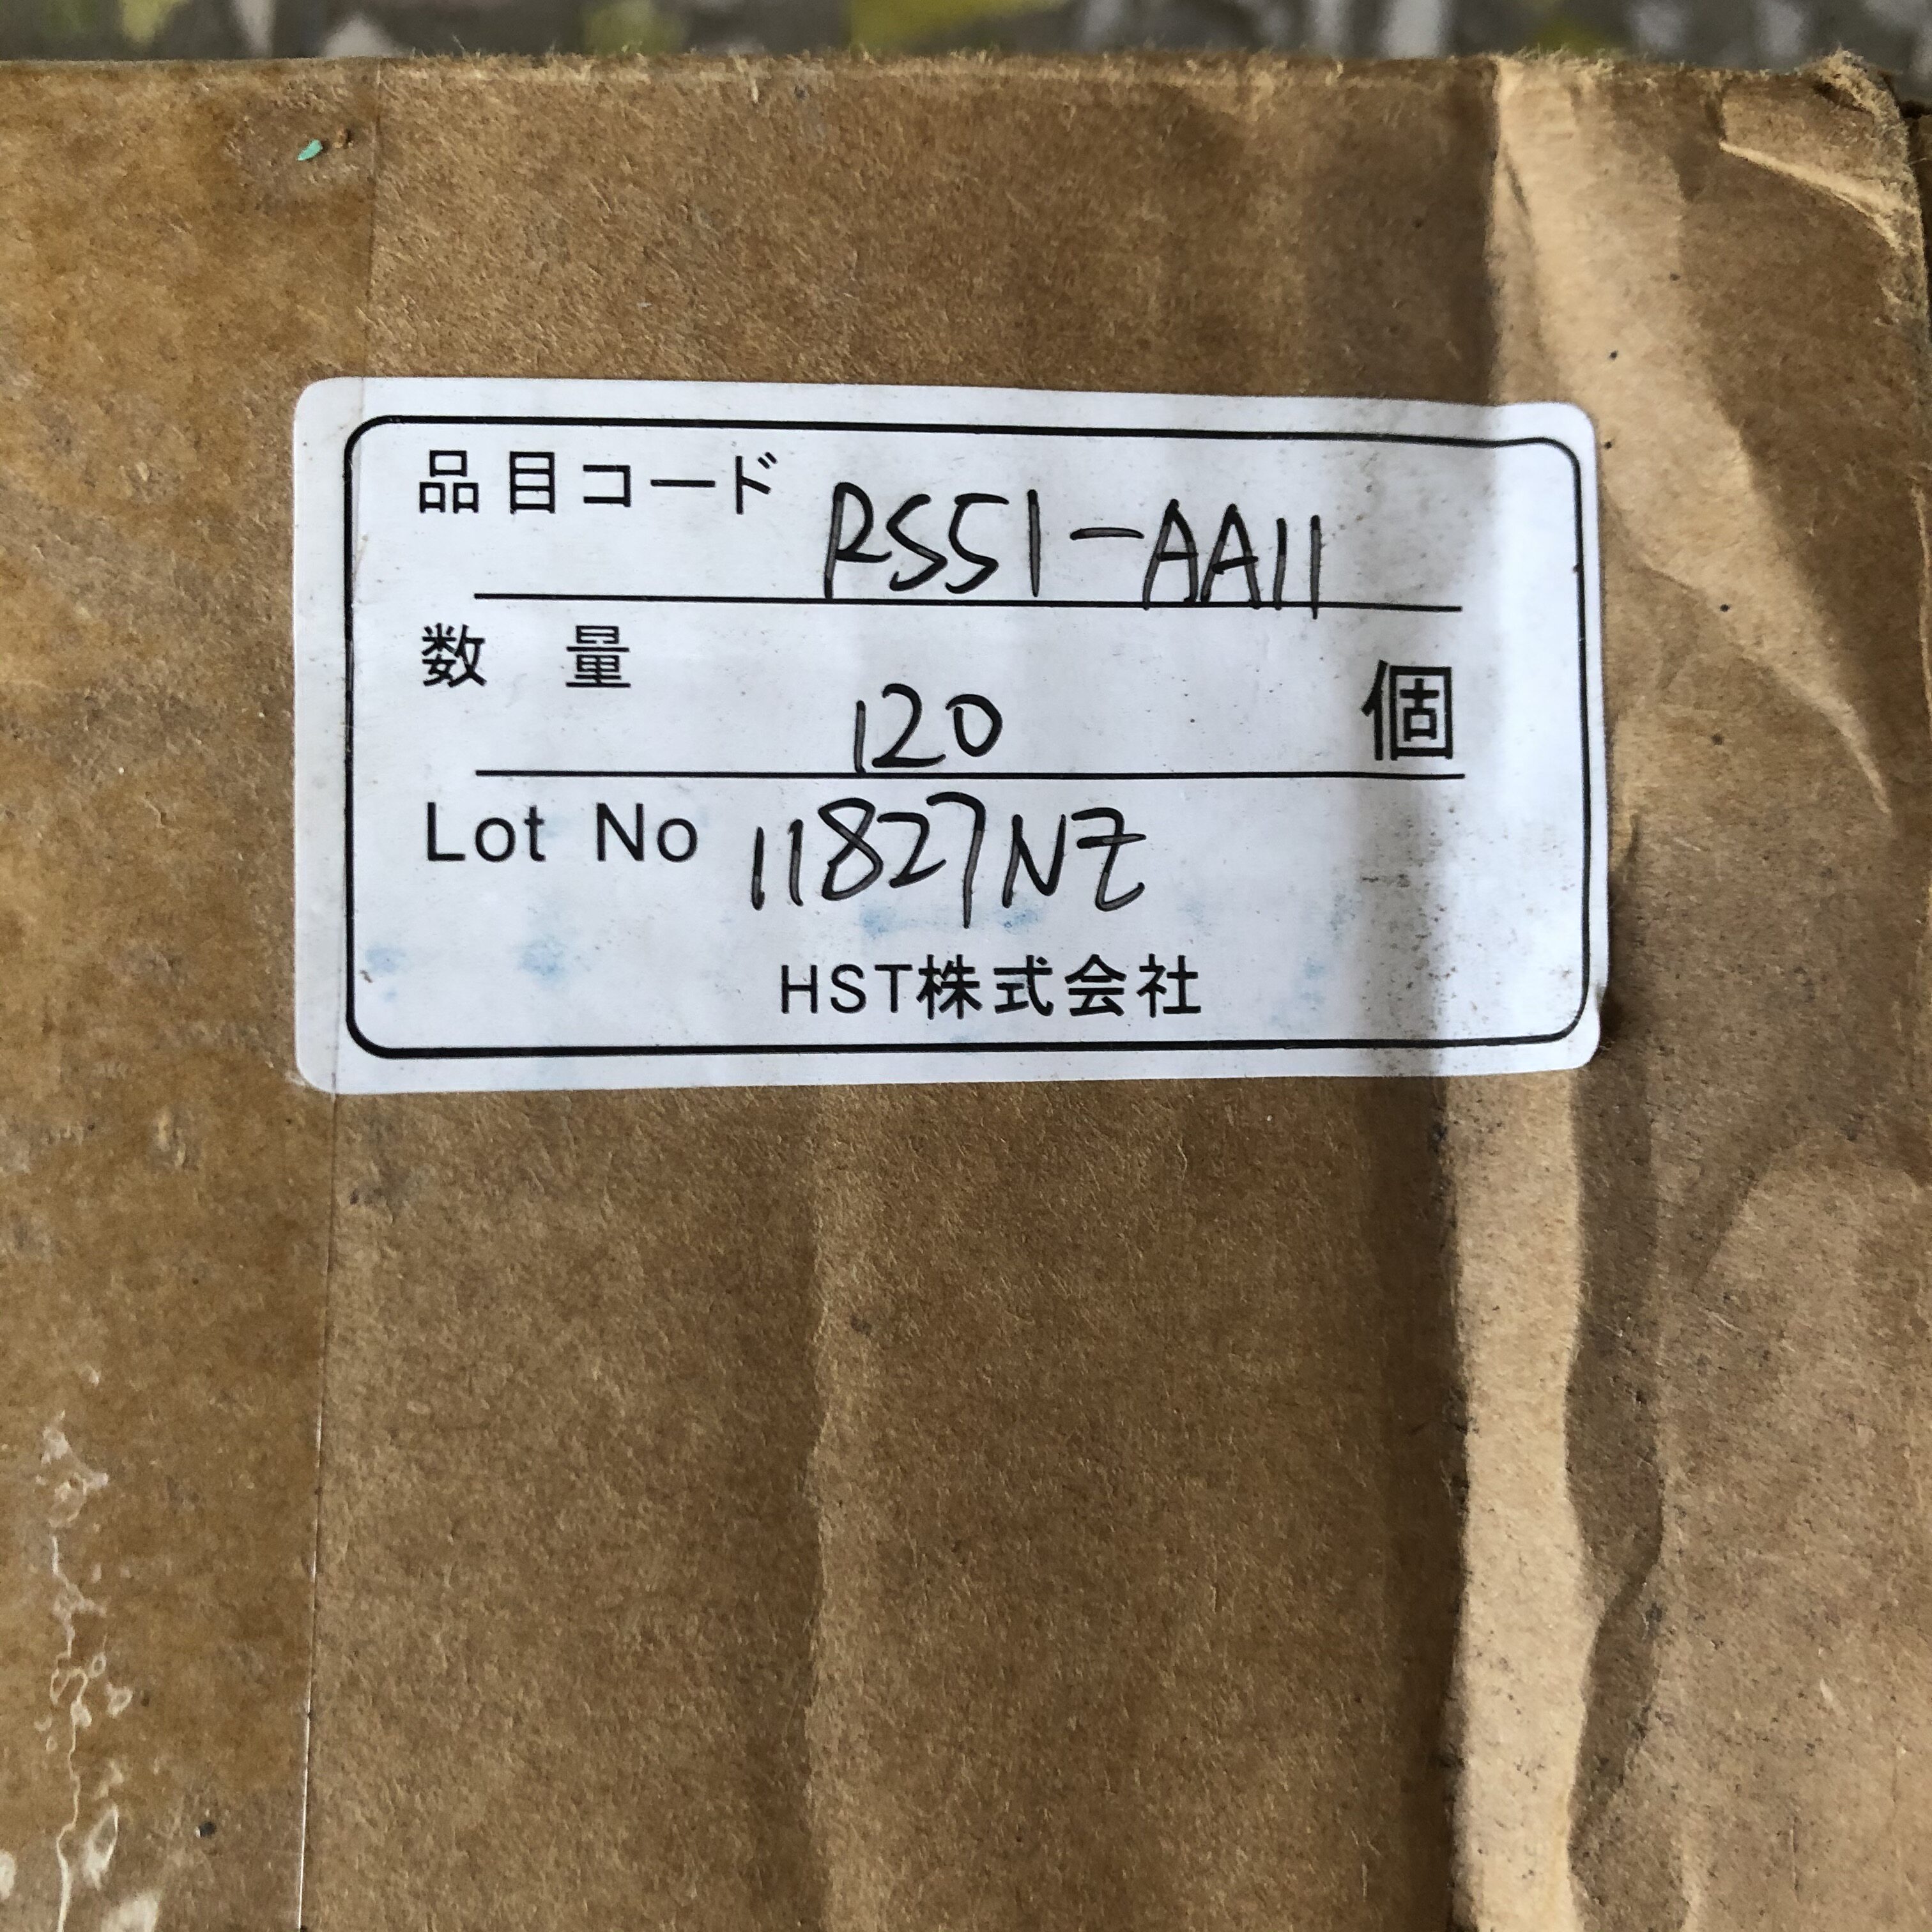 品目コード RS51-AA11
数 量 120 個
Lot No 11827NZ
HST株式会社